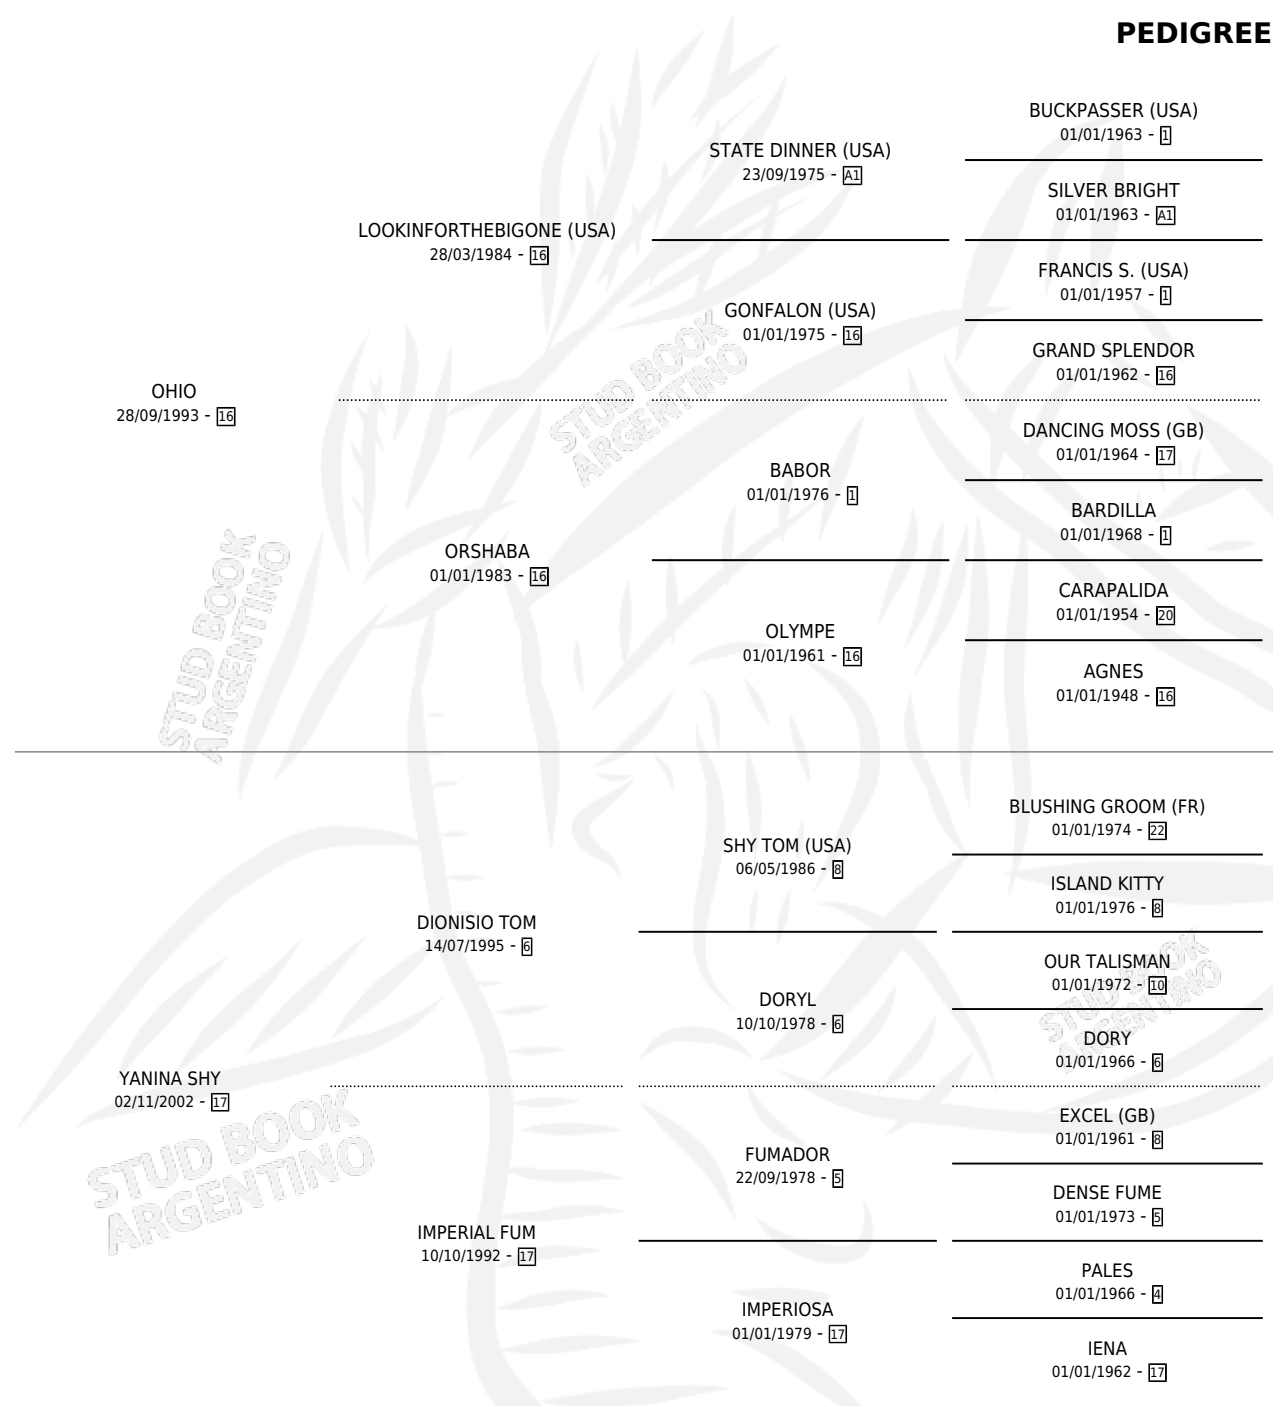 PEDIGREE
BUCKPASSER (USA)
01/01/1963 - 1
STATE DINNER (USA)
23/09/1975 - A1
SILVER BRIGHT
01/01/1963 - A1
LOOKINFORTHEBIGONE (USA)
28/03/1984 - 16
FRANCIS S. (USA)
01/01/1957 - 1
GONFALON (USA)
01/01/1975 - 16
GRAND SPLENDOR
01/01/1962 - 16
OHIO
28/09/1993 - 16
DANCING MOSS (GB)
01/01/1964 - 17
BABOR
01/01/1976 - 1
BARDILLA
01/01/1968 - 1
ORSHABA
01/01/1983 - 16
CARAPALIDA
01/01/1954 - 20
OLYMPE
01/01/1961 - 16
AGNES
01/01/1948 - 16
BLUSHING GROOM (FR)
01/01/1974 - 22
SHY TOM (USA)
06/05/1986 - 8
ISLAND KITTY
01/01/1976 - 8
DIONISIO TOM
14/07/1995 - 6
OUR TALISMAN
01/01/1972 - 10
DORYL
10/10/1978 - 6
DORY
01/01/1966 - 6
YANINA SHY
02/11/2002 - 17
EXCEL (GB)
01/01/1961 - 8
FUMADOR
22/09/1978 - 5
DENSE FUME
01/01/1973 - 5
IMPERIAL FUM
10/10/1992 - 17
PALES
01/01/1966 - 4
IMPERIOSA
01/01/1979 - 17
IENA
01/01/1962 - 17
STUD BOOK
ARGENTINO
STUD BOOK
ARGENTINO
STUD BOOK
ARGENTINO
STUD BOOK
ARGENTINO